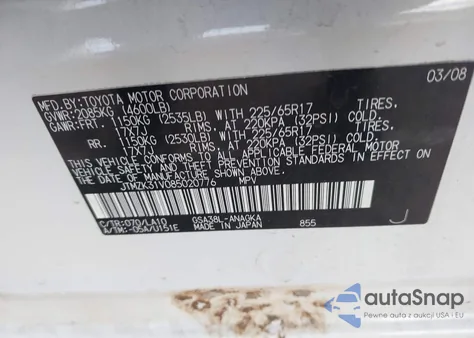 MFD.BY:TOYOTA MOTOR CORPORATION 03/08
GVWR: 2085KG (4600LB)
GAWR:FRT. 1150KG (2535LB) WITH 225/65R17 TIRES,
17X7J RIMS, AT 220KPA (32PSI) COLD.
RR. 1150KG (2530LB) WITH 225/65R17 TIRES,
17X7J RIMS, AT 220KPA (32PSI) COLD.
THIS VEHICLE CONFORMS TO ALL APPLICABLE FEDERAL MOTOR
VEHICLE SAFETY AND THEFT PREVENTION STANDARDS IN EFFECT ON
THE DATE OF MANUFACTURE SHOWN ABOVE.
JTMZK31V085020776 MPV
C/TR:070/LA10 GSA38L-ANAGKA
A/TM:-05A/U151E MADE IN JAPAN 855 J
autoSnap
Pewne auta z aukcji USA i EU